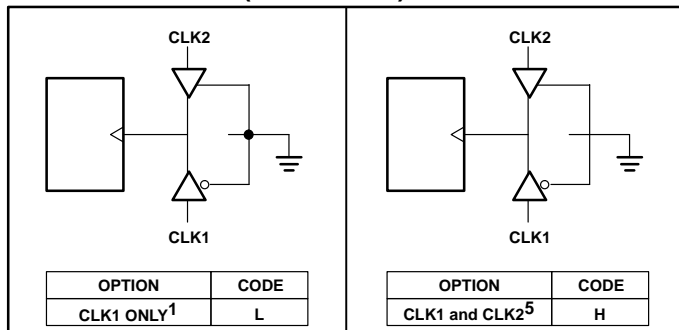 CLK2
CLK1
OPTION CODE
CLK1 ONLY1 L
CLK2
CLK1
OPTION CODE
CLK1 and CLK25 H